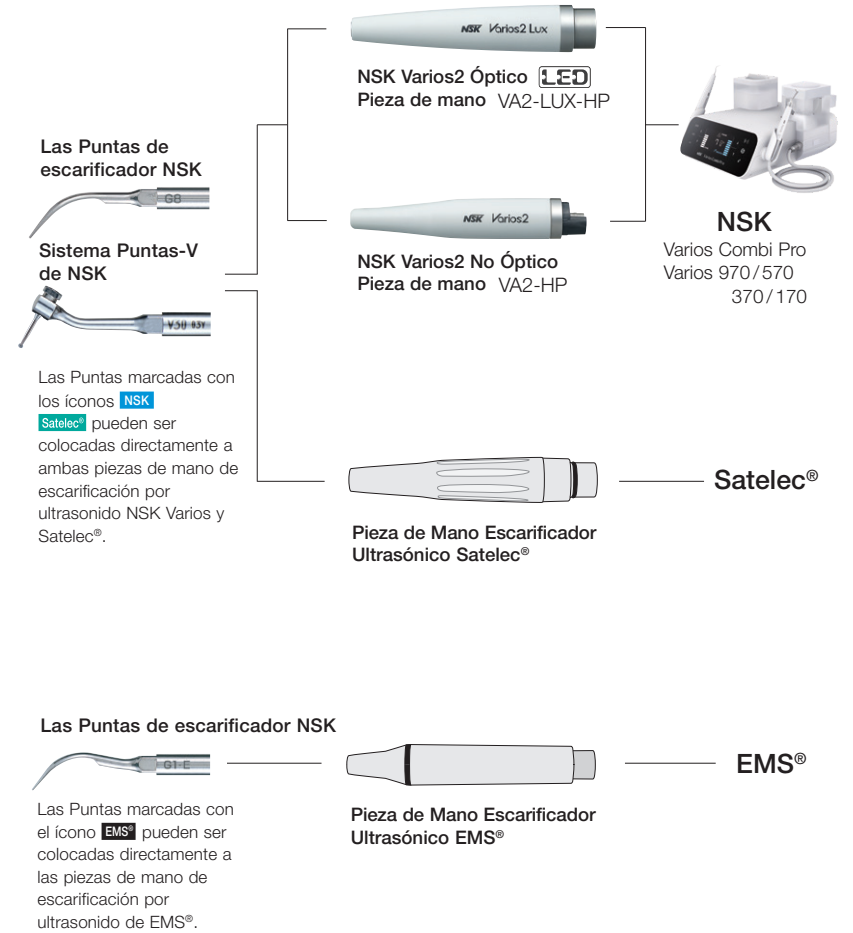 NSK Varios2 Lux
NSK Varios2 Óptico LED
Pieza de mano VA2-LUX-HP
Las Puntas de
escarificador NSK
G8
NSK Varios2
NSK
Varios Combi Pro
Varios 970/570
370/170
Sistema Puntas-V
de NSK
NSK Varios2 No Óptico
Pieza de mano VA2-HP
V30 03Y
Las Puntas marcadas con
los íconos NSK
Satelec® pueden ser
colocadas directamente a
ambas piezas de mano de
escarificación por
ultrasonido NSK Varios y
Satelec®.
Satelec®
Pieza de Mano Escarificador
Ultrasónico Satelec®
Las Puntas de escarificador NSK
G1-E
EMS®
Las Puntas marcadas con
el ícono EMS® pueden ser
colocadas directamente a
las piezas de mano de
escarificación por
ultrasonido de EMS®.
Pieza de Mano Escarificador
Ultrasónico EMS®